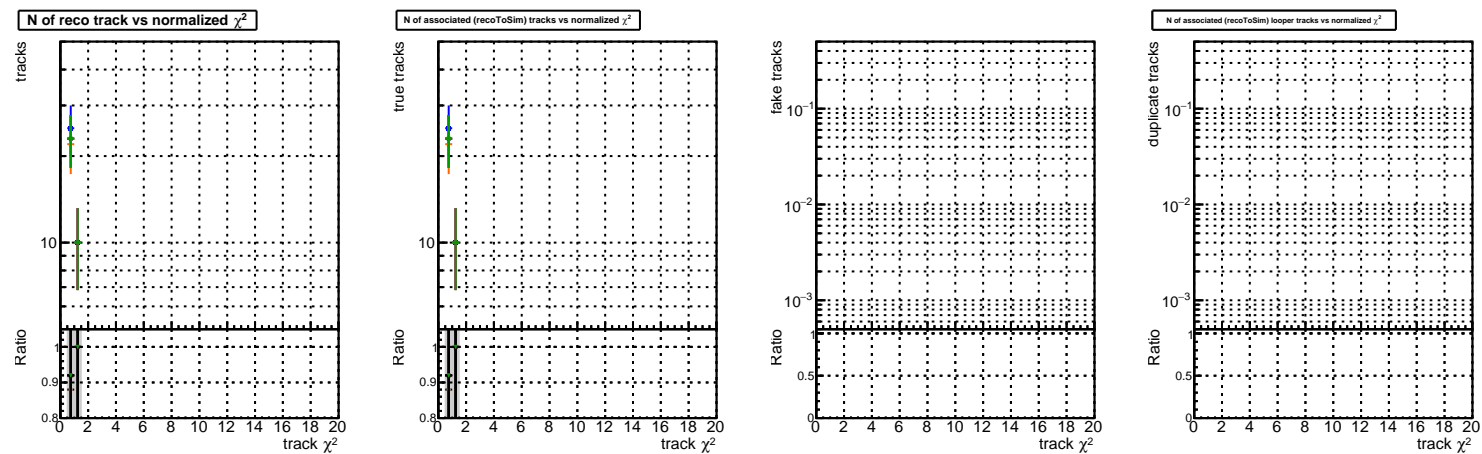 N of reco track vs normalized χ²
N of associated (recoToSim) tracks vs normalized χ²
N of associated (recoToSim) looper tracks vs normalized χ²
tracks
10
Ratio
1
0.9
0.8
0 2 4 6 8 10 12 14 16 18 20
track χ²
true tracks
10
Ratio
1
0.9
0.8
0 2 4 6 8 10 12 14 16 18 20
track χ²
fake tracks
10⁻¹
10⁻²
10⁻³
Ratio
1
0.5
0
0 2 4 6 8 10 12 14 16 18 20
track χ²
duplicate tracks
10⁻¹
10⁻²
10⁻³
Ratio
1
0.5
0
0 2 4 6 8 10 12 14 16 18 20
track χ²